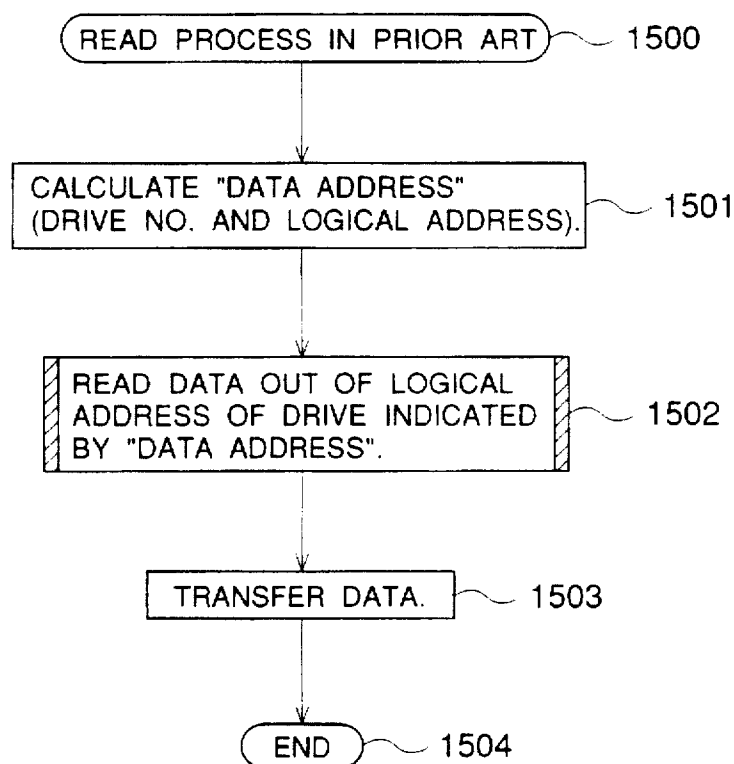 READ PROCESS IN PRIOR ART 1500
CALCULATE "DATA ADDRESS"
(DRIVE NO. AND LOGICAL ADDRESS).
1501
READ DATA OUT OF LOGICAL
ADDRESS OF DRIVE INDICATED
BY "DATA ADDRESS".
1502
TRANSFER DATA. 1503
END 1504